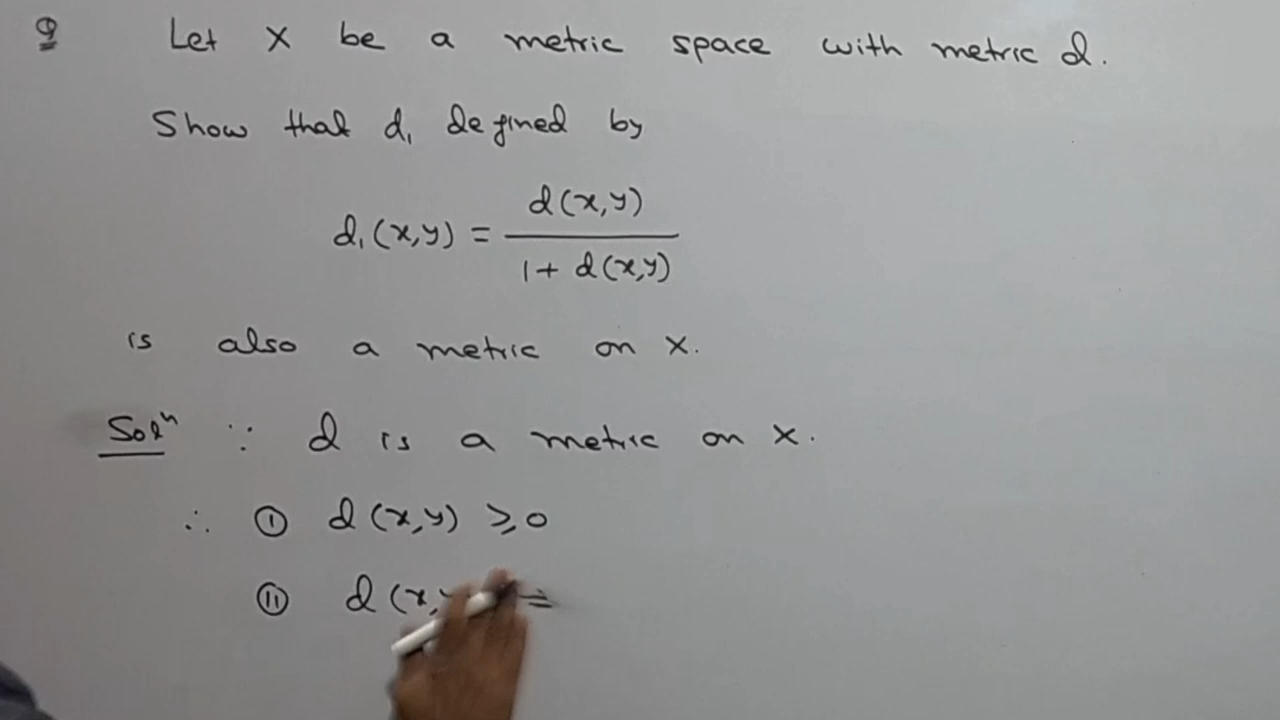 Q Let X be a metric space with metric d.
Show that d₁ defined by
d₁(x,y) = d(x,y) / 1 + d(x,y)
is also a metric on X.
Solⁿ ∵ d is a metric on X.
∴ ① d(x,y) ≥ 0
② d(x, =